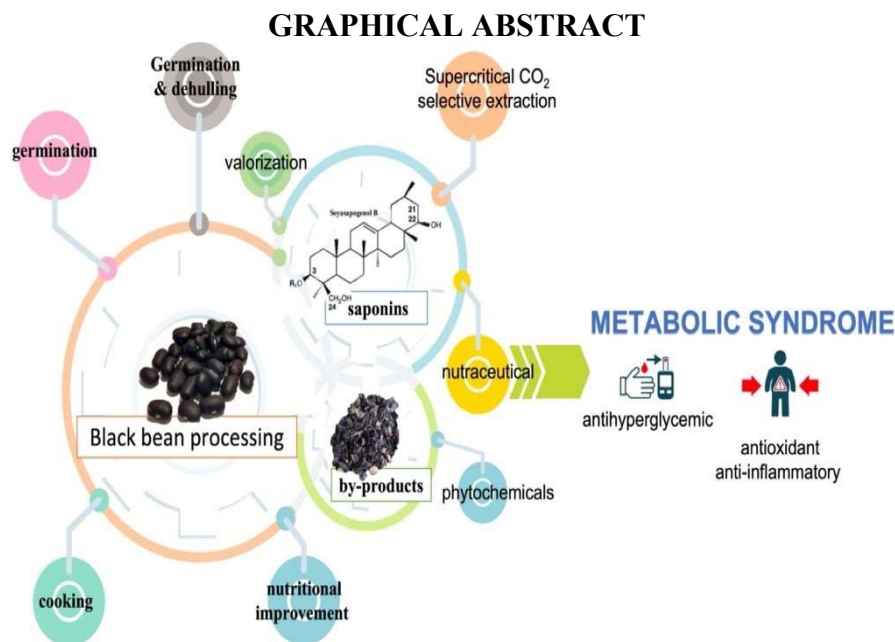 GRAPHICAL ABSTRACT
Germination
& dehulling
Supercritical CO₂
selective extraction
germination
valorization
Soyasapogenol B
21
22
OH
3
R₁O
CH₂OH
24
saponins
METABOLIC SYNDROME
nutraceutical
antihyperglycemic
antioxidant
anti-inflammatory
Black bean processing
by-products
phytochemicals
cooking
nutritional
improvement